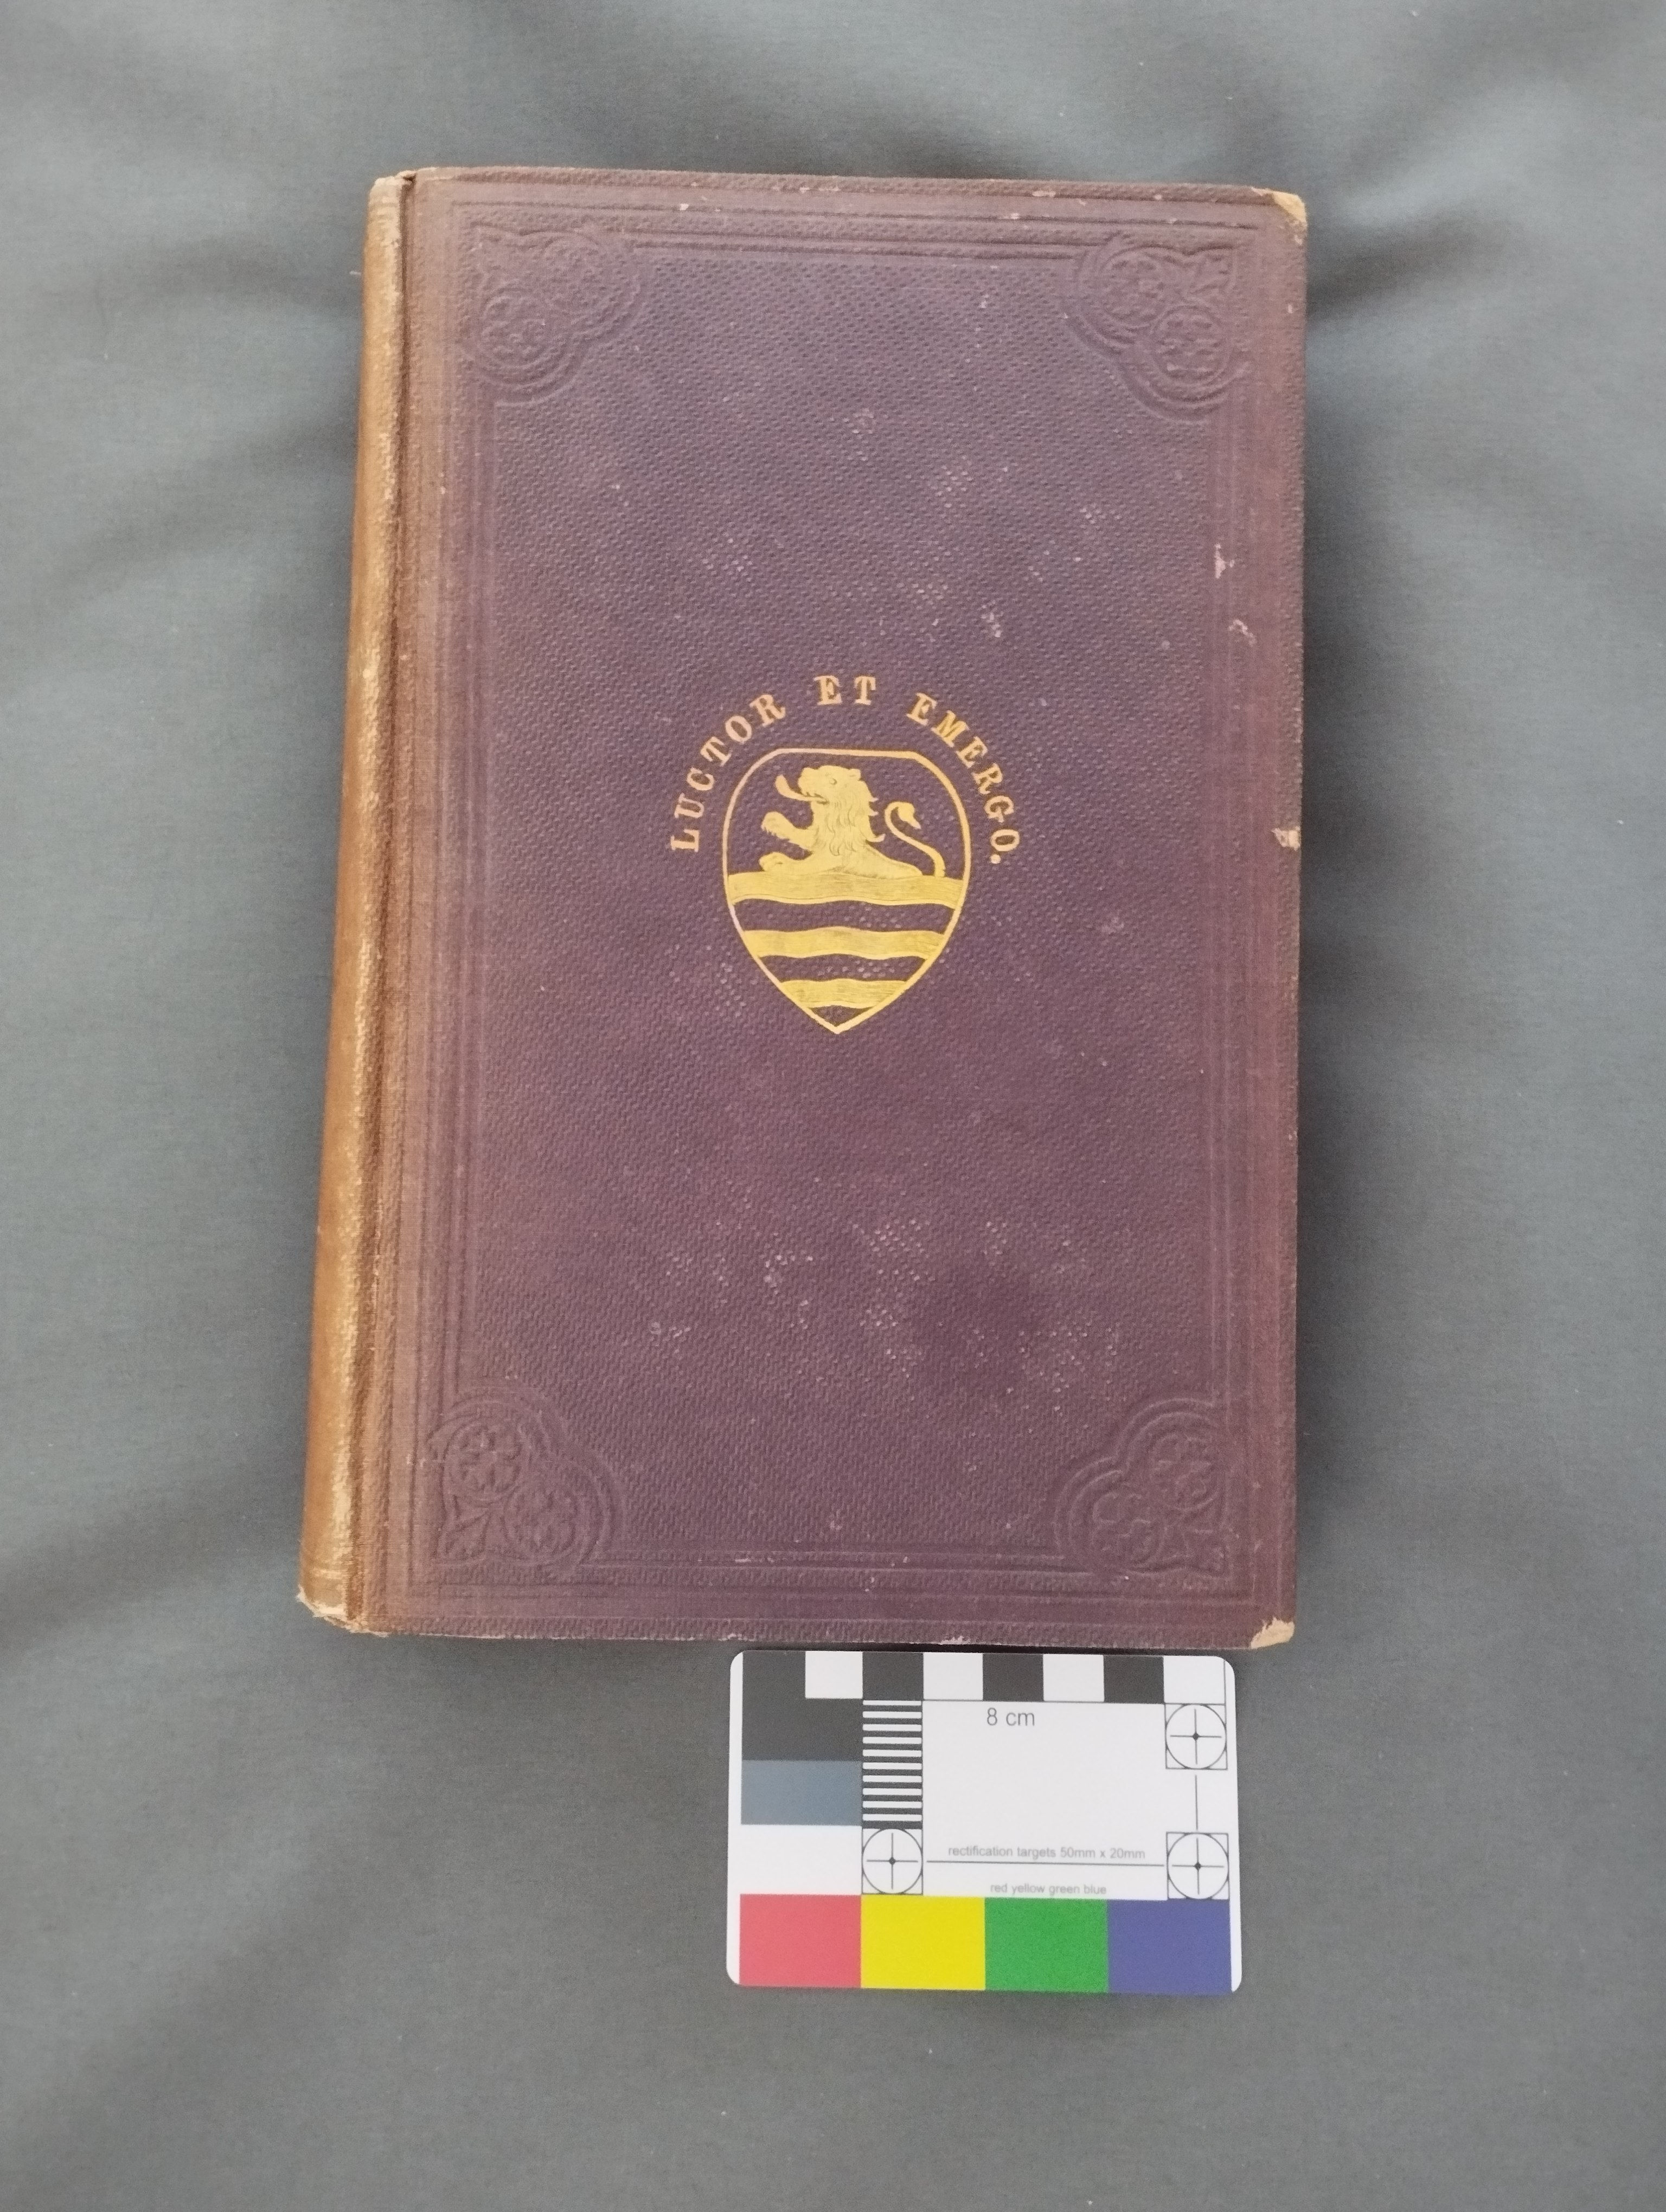 LUCTOR ET EMERGO.
8 cm
rectification targets 50mm x 20mm
red yellow green blue